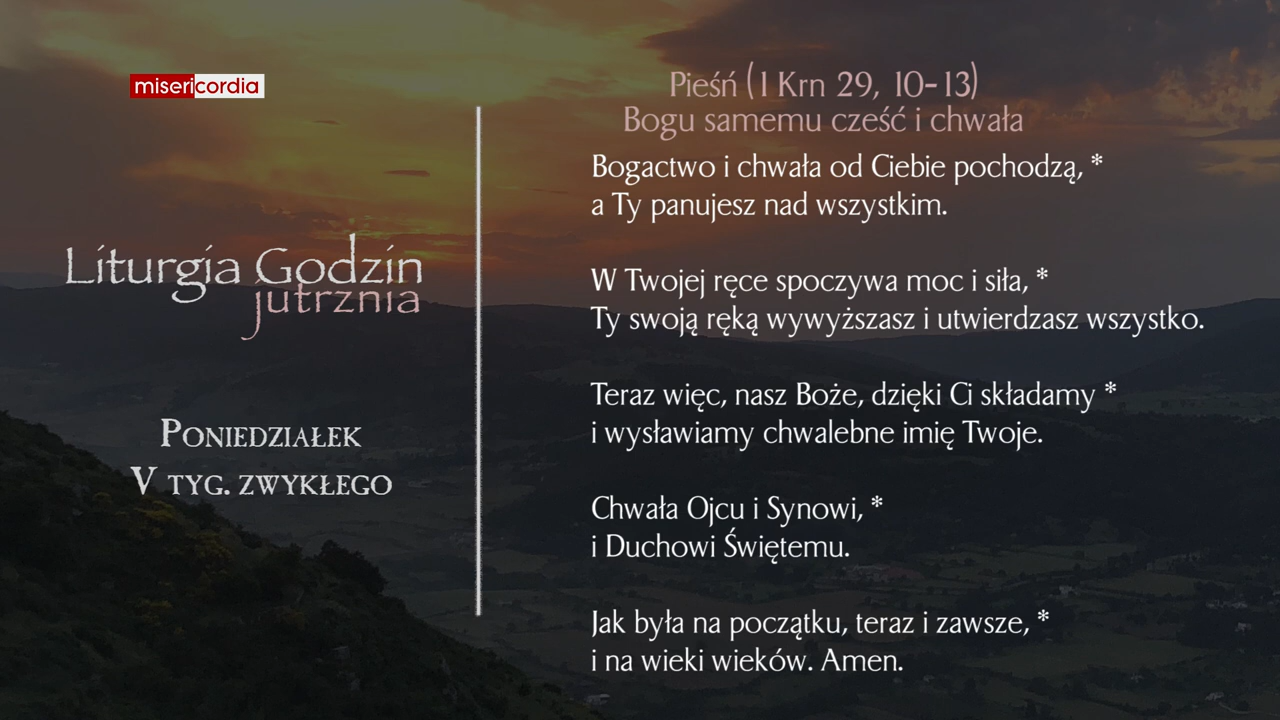 misericordia
Liturgia Godzin
jutrznia
Poniedziałek
V tyg. zwykłego
Pieśń (1 Krn 29, 10-13)
Bogu samemu cześć i chwała
Bogactwo i chwała od Ciebie pochodzą, *
a Ty panujesz nad wszystkim.
W Twojej ręce spoczywa moc i siła, *
Ty swoją ręką wywyższasz i utwierdzasz wszystko.
Teraz więc, nasz Boże, dzięki Ci składamy *
i wysławiamy chwalebne imię Twoje.
Chwała Ojcu i Synowi, *
i Duchowi Świętemu.
Jak była na początku, teraz i zawsze, *
i na wieki wieków. Amen.